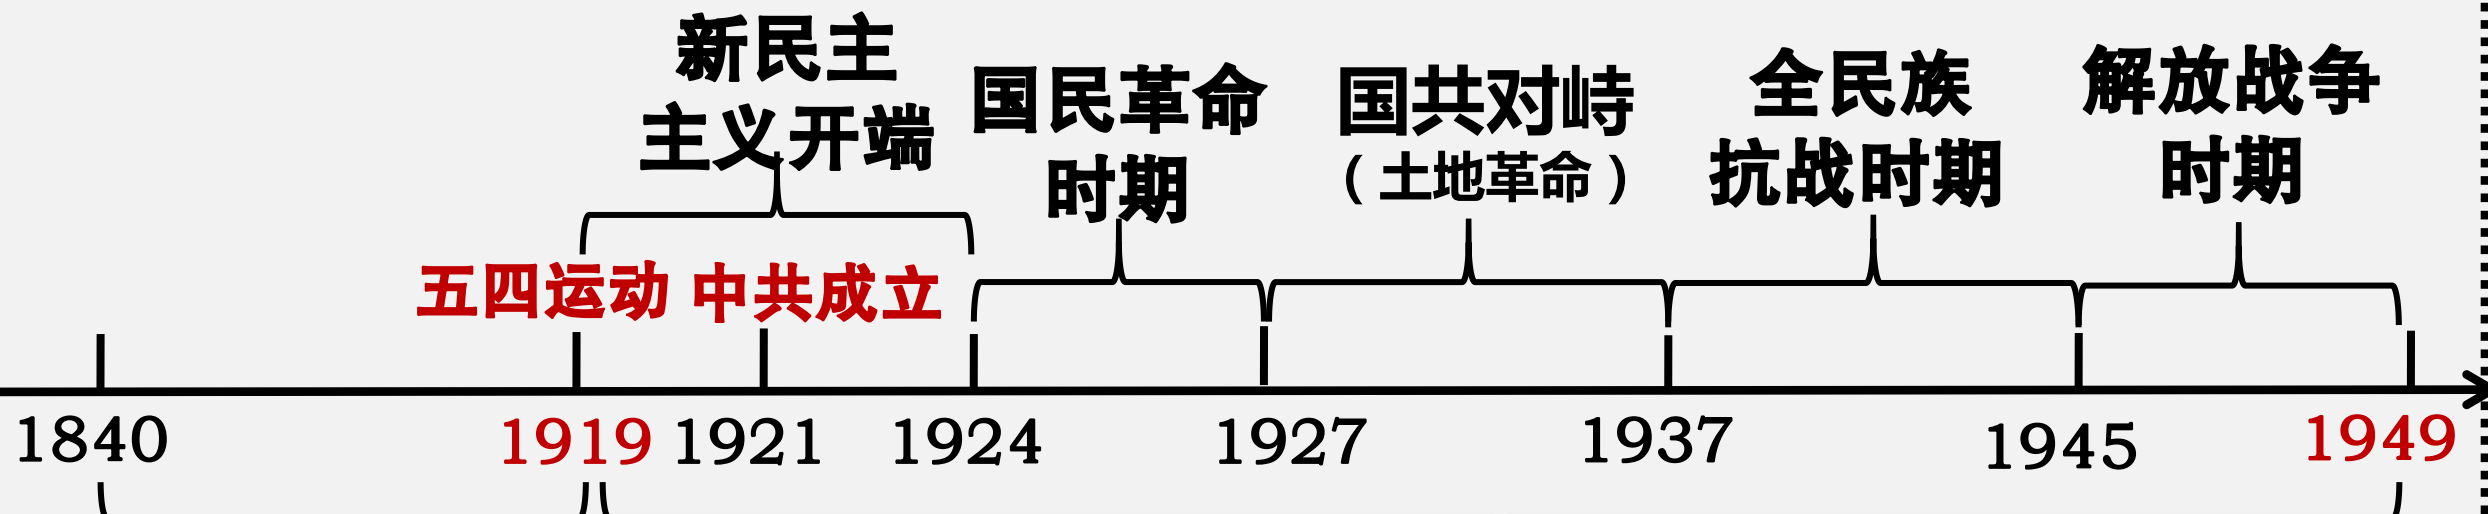 新民主
主义开端
国民革命
时期
国共对峙
（土地革命）
全民族
抗战时期
解放战争
时期
五四运动 中共成立
1840 1919 1921 1924 1927 1937 1945 1949